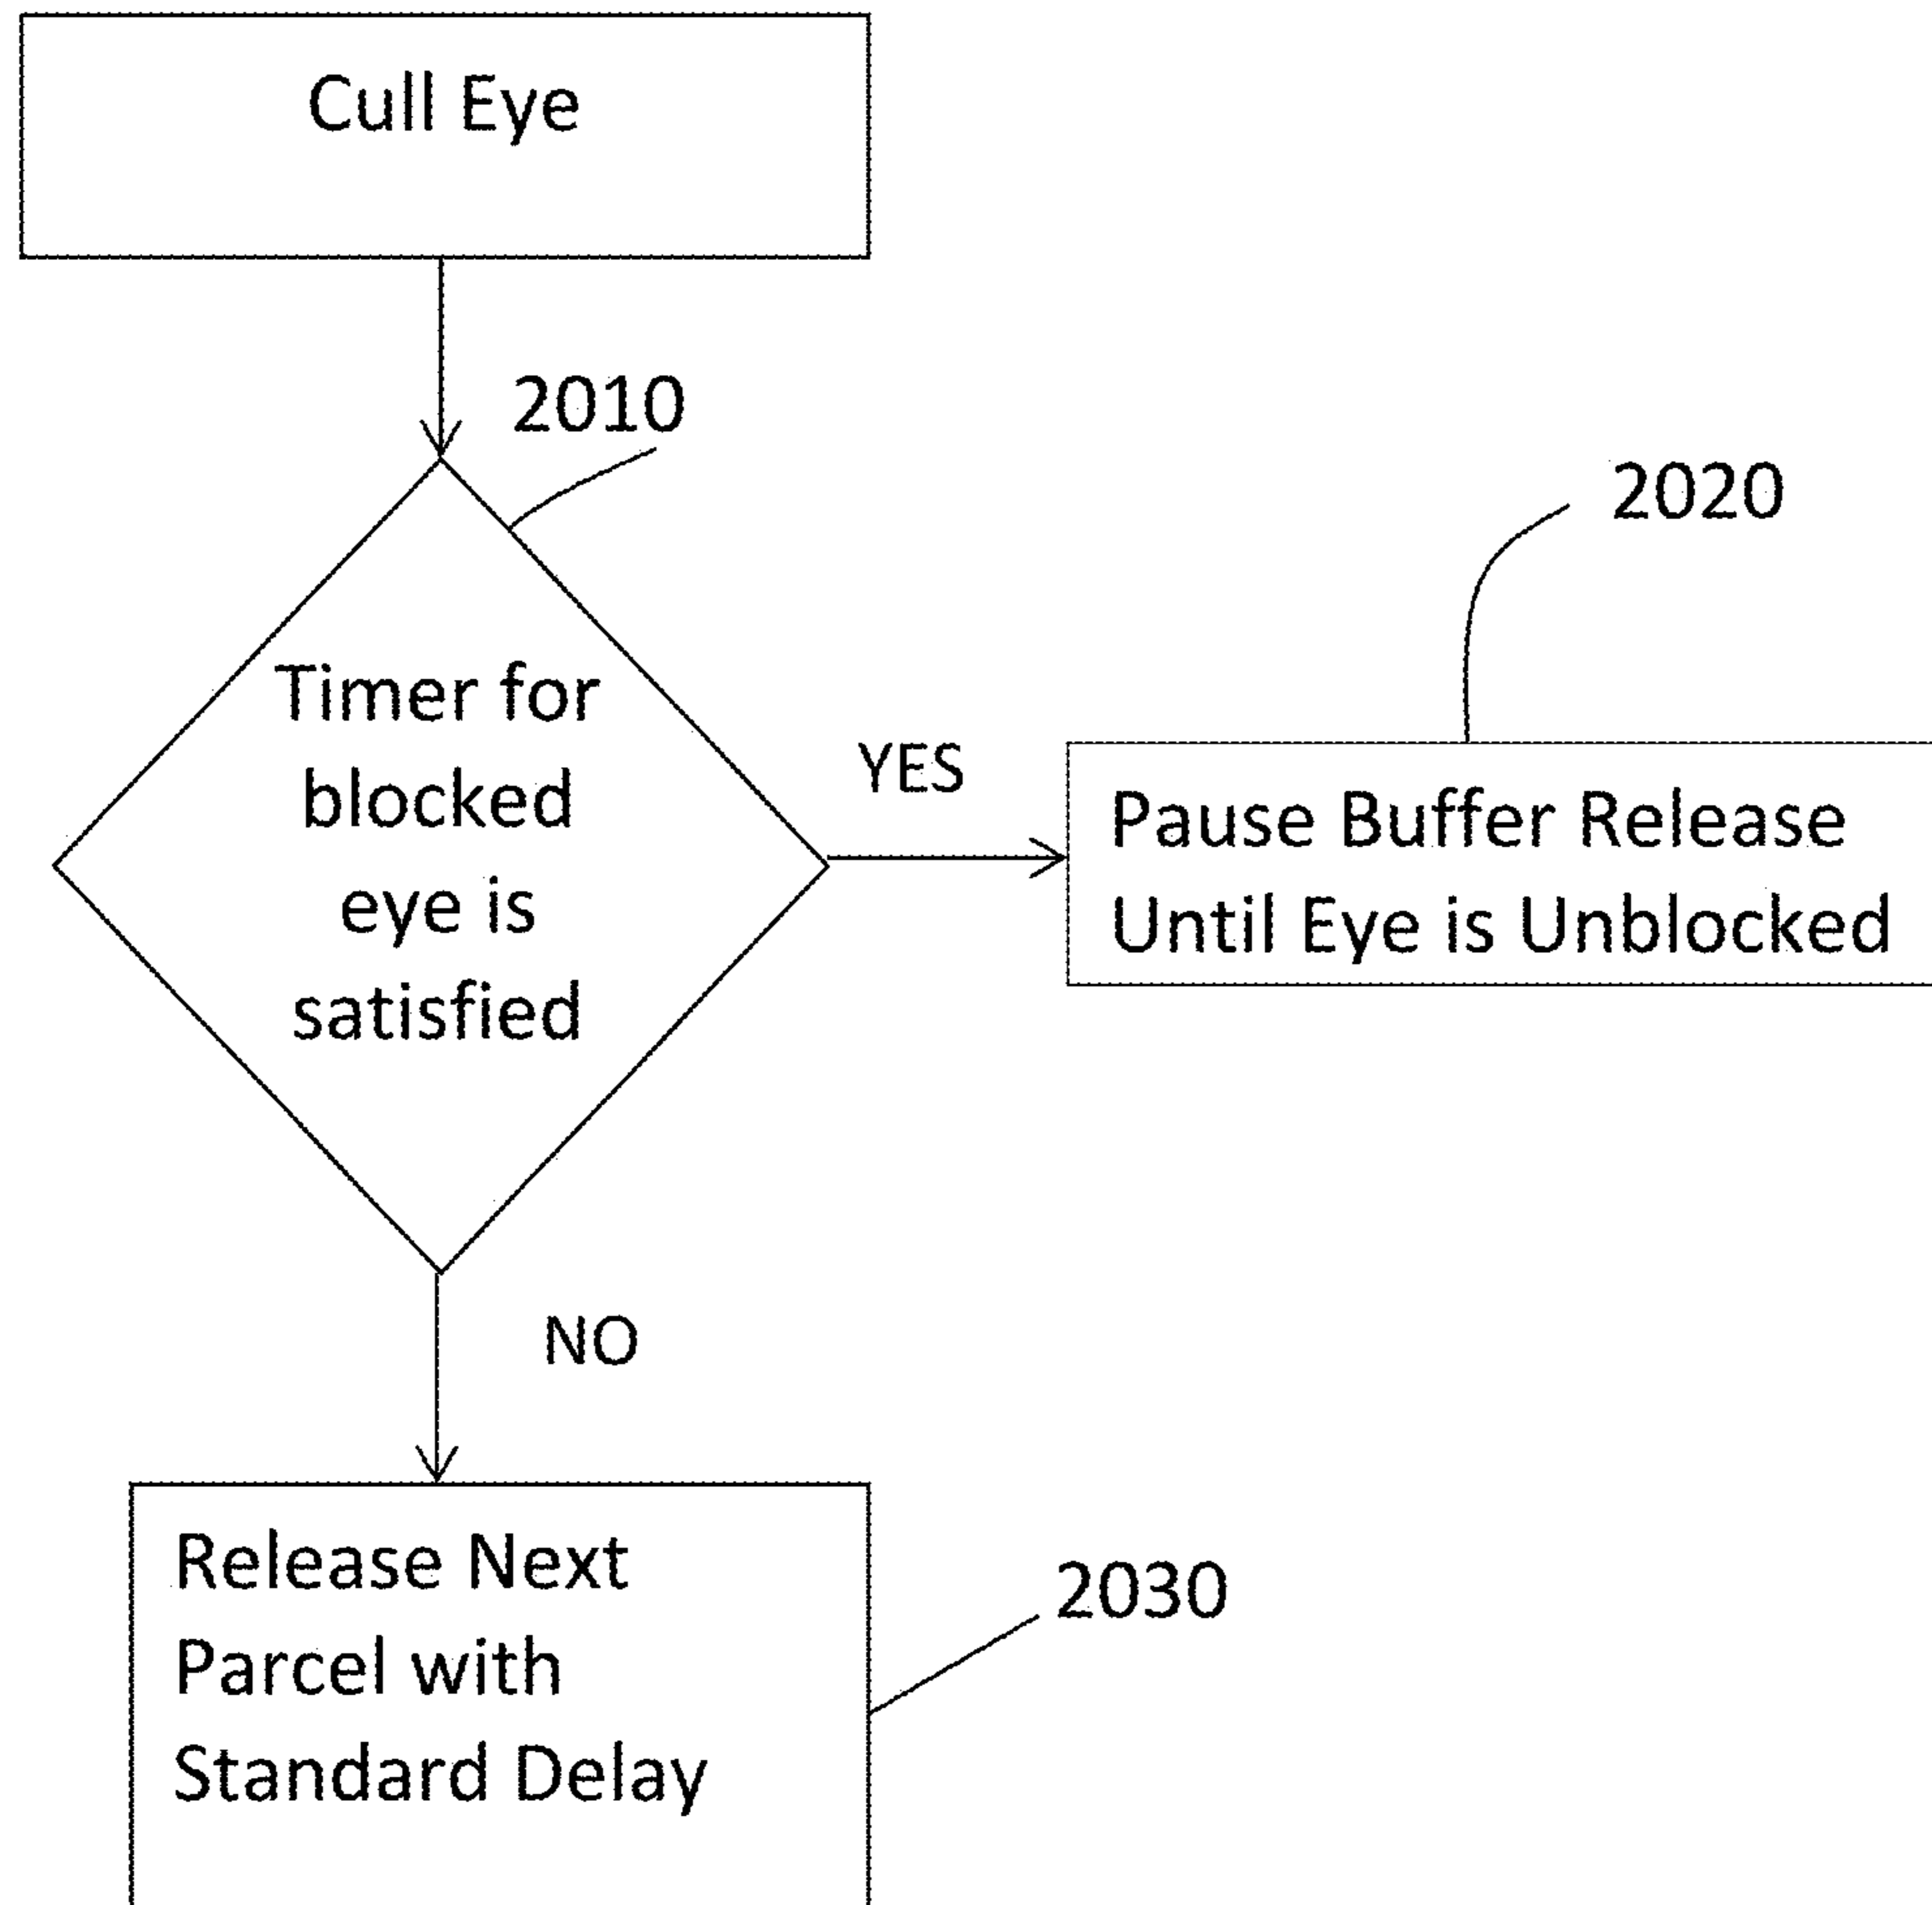 Cull Eye
2010
2020
Timer for
blocked
eye is
satisfied
YES
Pause Buffer Release
Until Eye is Unblocked
NO
Release Next
Parcel with
Standard Delay
2030